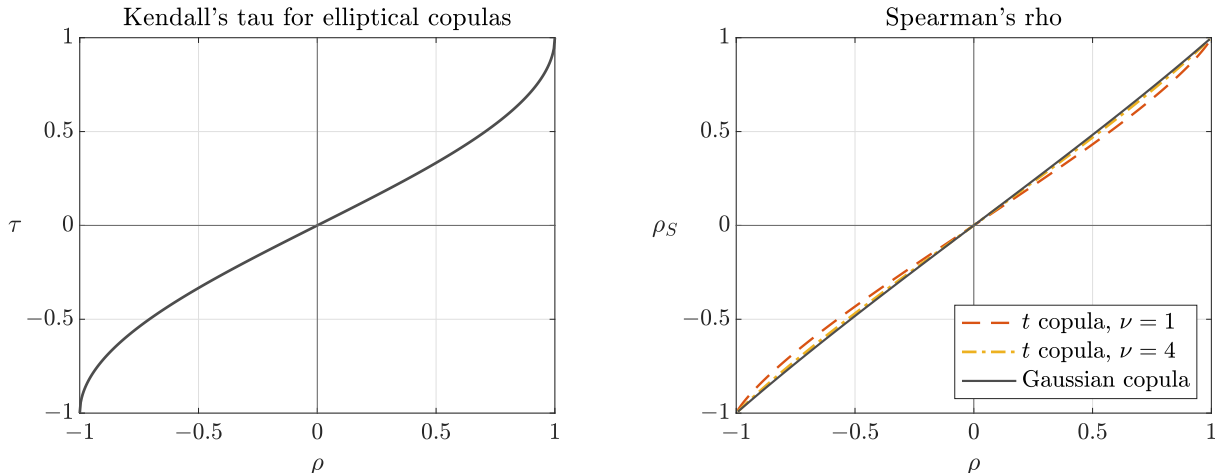 Kendall's tau for elliptical copulas
1
0.5
τ 0
−0.5
−1
−1 −0.5 0 0.5 1
ρ
Spearman's rho
1
0.5
ρ_S 0
−0.5
−1
t copula, ν = 1
t copula, ν = 4
Gaussian copula
−1 −0.5 0 0.5 1
ρ